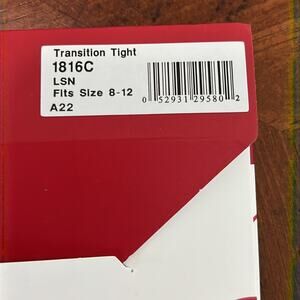 Transition Tight
1816C
LSN
Fits Size 8-12
A22
0 52931 29580 2